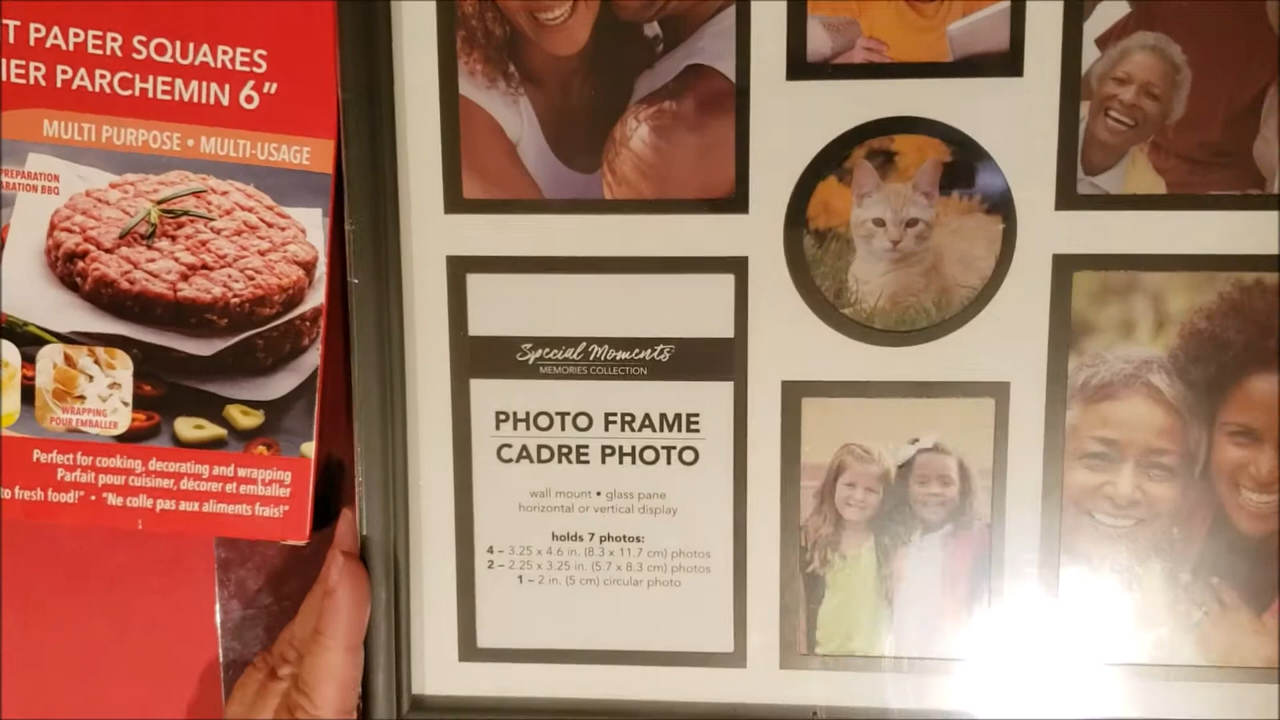 T PAPER SQUARES
IER PARCHEMIN 6”
MULTI PURPOSE • MULTI-USAGE
PREPARATION
ARATION BBQ
WRAPPING
POUR EMBALLER
Perfect for cooking, decorating and wrapping
Parfait pour cuisiner, décorer et emballer
to fresh food!” • “Ne colle pas aux aliments frais!”
Special Moments
MEMORIES COLLECTION
PHOTO FRAME
CADRE PHOTO
wall mount • glass pane
horizontal or vertical display
holds 7 photos:
4 – 3.25 x 4.6 in. (8.3 x 11.7 cm) photos
2 – 2.25 x 3.25 in. (5.7 x 8.3 cm) photos
1 – 2 in. (5 cm) circular photo